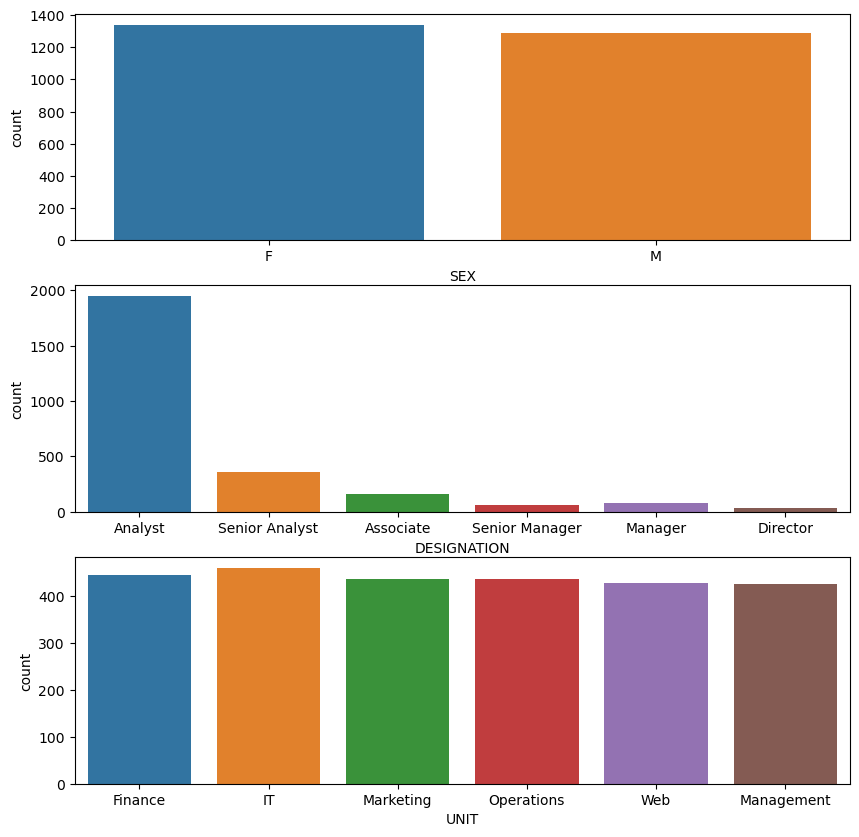 1400
1200
1000
800
600
400
200
0
count
F M
SEX
2000
1500
1000
500
0
count
Analyst Senior Analyst Associate Senior Manager Manager Director
DESIGNATION
400
300
200
100
0
count
Finance IT Marketing Operations Web Management
UNIT